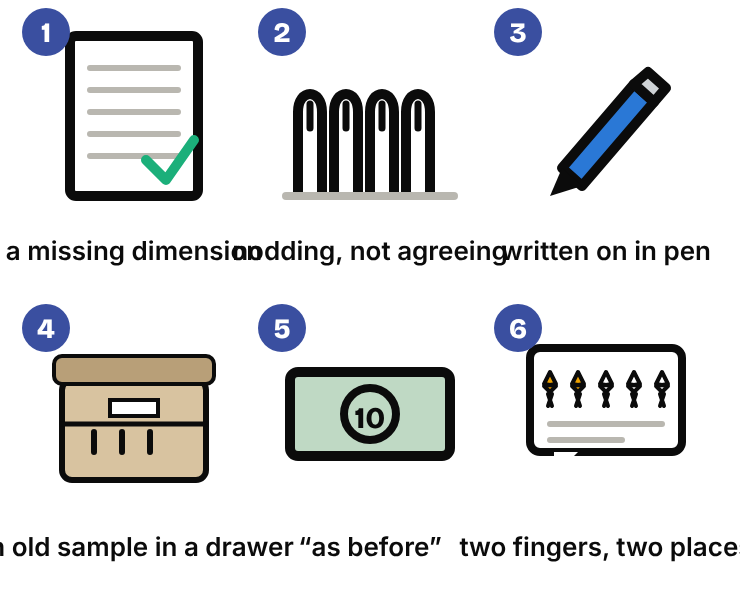 1
2
3
a missing dimension
nodding, not agreeing
written on in pen
4
5
6
10
old sample in a drawer
“as before”
two fingers, two places